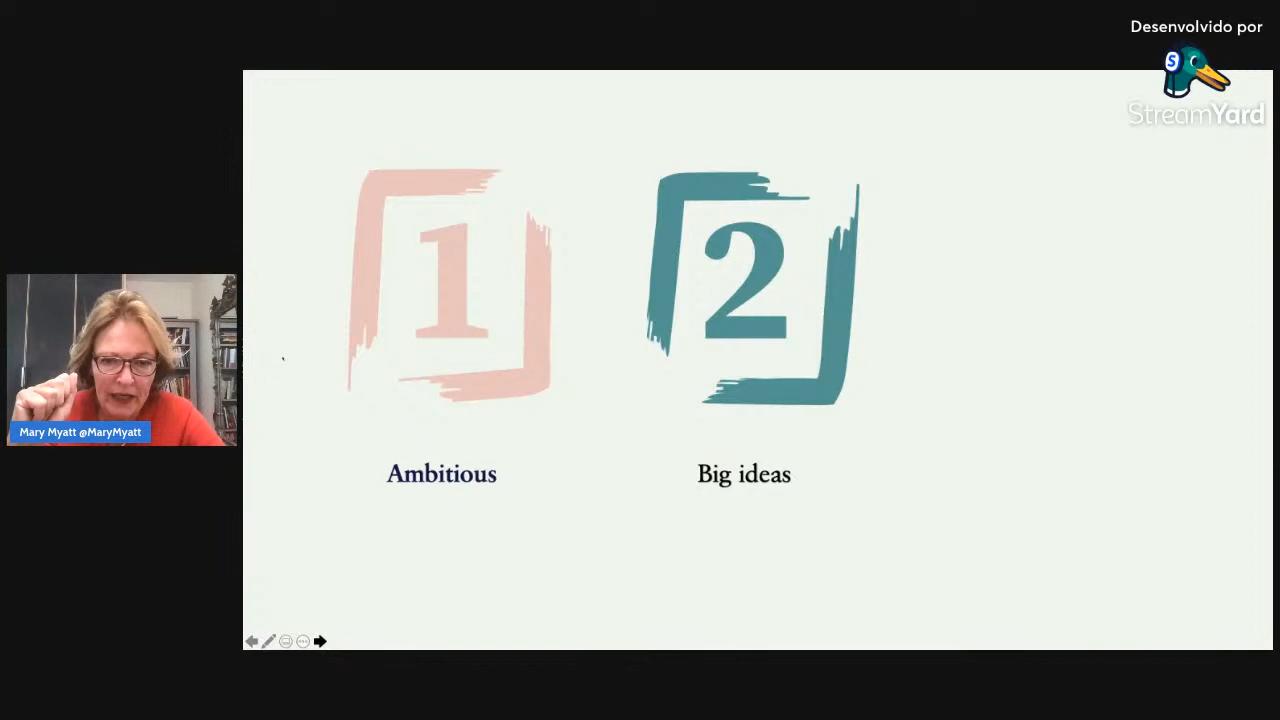 Desenvolvido por
StreamYard
1
2
Ambitious
Big ideas
Mary Myatt @MaryMyatt